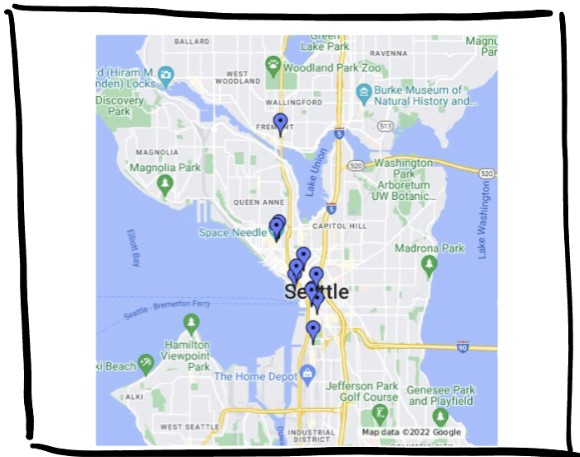 BALLARD
Green
Lake Park
RAVENNA
Magnu
Par
d (Hiram M.
nden) Locks
WEST
WOODLAND
Woodland Park Zoo
Discovery
Park
WALLINGFORD
Burke Museum of
Natural History and...
FREMONT
5
513
MAGNOLIA
Magnolia Park
Lake Union
520
Washington
Park
Arboretum
UW Botanic...
520
QUEEN ANNE
5
Space Needle
CAPITOL HILL
Elliott Bay
Lake Washington
Madrona Park
Seattle
Seattle - Bremerton Ferry
Hamilton
Viewpoint
Park
90
ki Beach
The Home Depot
ALKI
Jefferson Park
Golf Course
Genesee Park
and Playfield
WEST SEATTLE
INDUSTRIAL
DISTRICT
Map data ©2022 Google